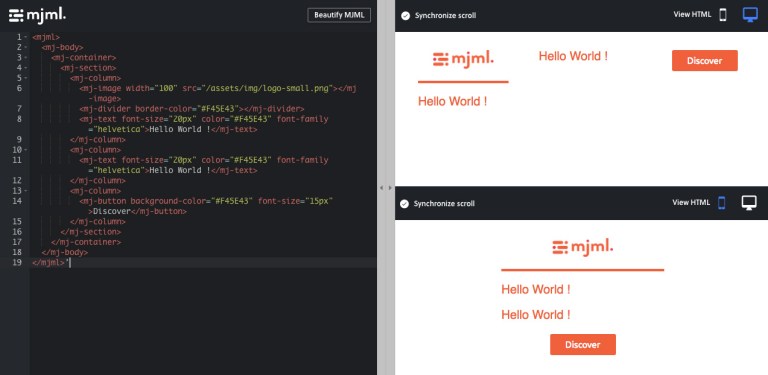 mjml.
Beautify MJML
1 <mjml>
2 <mj-body>
3 <mj-container>
4 <mj-section>
5 <mj-column>
6 <mj-image width="100" src="/assets/img/logo-small.png"></mj
-image>
7 <mj-divider border-color="#F45E43"></mj-divider>
8 <mj-text font-size="20px" color="#F45E43" font-family
="helvetica">Hello World !</mj-text>
9 </mj-column>
10 <mj-column>
11 <mj-text font-size="20px" color="#F45E43" font-family
="helvetica">Hello World !</mj-text>
12 </mj-column>
13 <mj-column>
14 <mj-button background-color="#F45E43" font-size="15px"
>Discover</mj-button>
15 </mj-column>
16 </mj-section>
17 </mj-container>
18 </mj-body>
19 </mjml>`
Synchronize scroll
View HTML
mjml.
Hello World !
Discover
Hello World !
Synchronize scroll
View HTML
mjml.
Hello World !
Hello World !
Discover